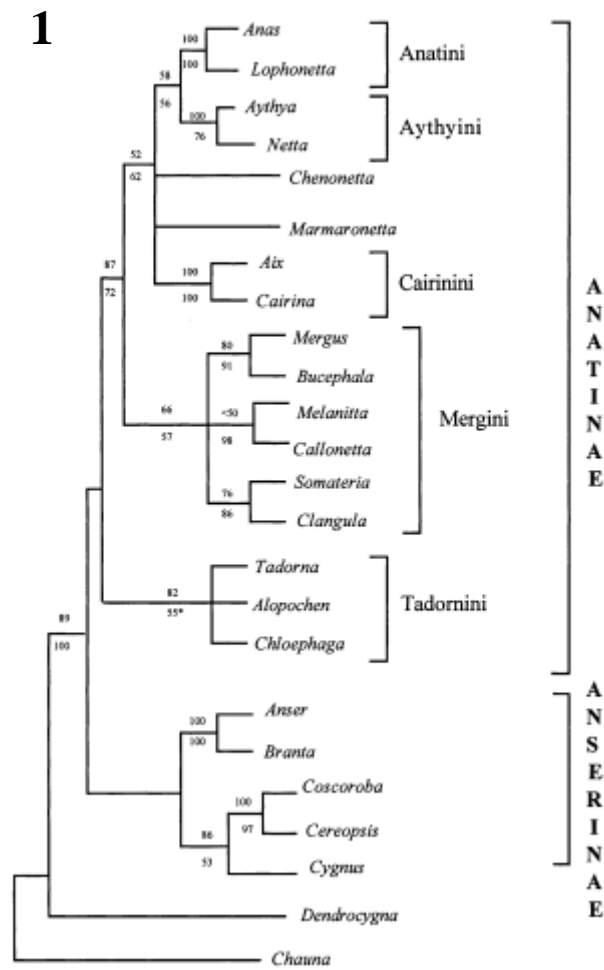 1
100
Anas
100
Lophonetta
Anatini
58
56
100
Aythya
76
Netta
Aythyini
52
62
Chenonetta
Marmaronetta
100
Aix
100
Cairina
Cairinini
87
72
80
Mergus
91
Bucephala
66
57
<50
Melanitta
98
Callonetta
Mergini
76
Somateria
86
Clangula
82
55*
Tadorna
Alopochen
Chloephaga
Tadornini
ANATINAE
89
100
100
Anser
100
Branta
100
Coscoroba
97
Cereopsis
86
53
Cygnus
ANSERINAE
Dendrocygna
Chauna